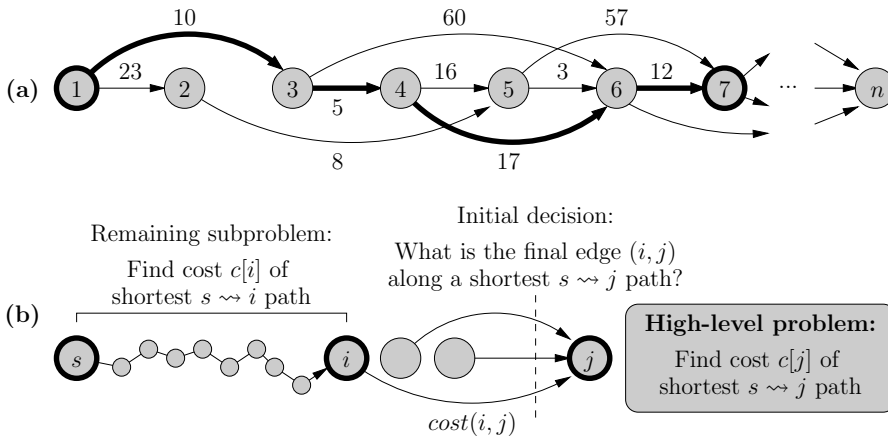 10 60 57
(a) 1 23 2 3 5 4 16 5 3 6 12 7 ... n
8 17
Initial decision:
Remaining subproblem:
What is the final edge (i, j)
along a shortest s ⇝ j path?
Find cost c[i] of
shortest s ⇝ i path
(b) s i j
cost(i, j)
High-level problem:
Find cost c[j] of
shortest s ⇝ j path